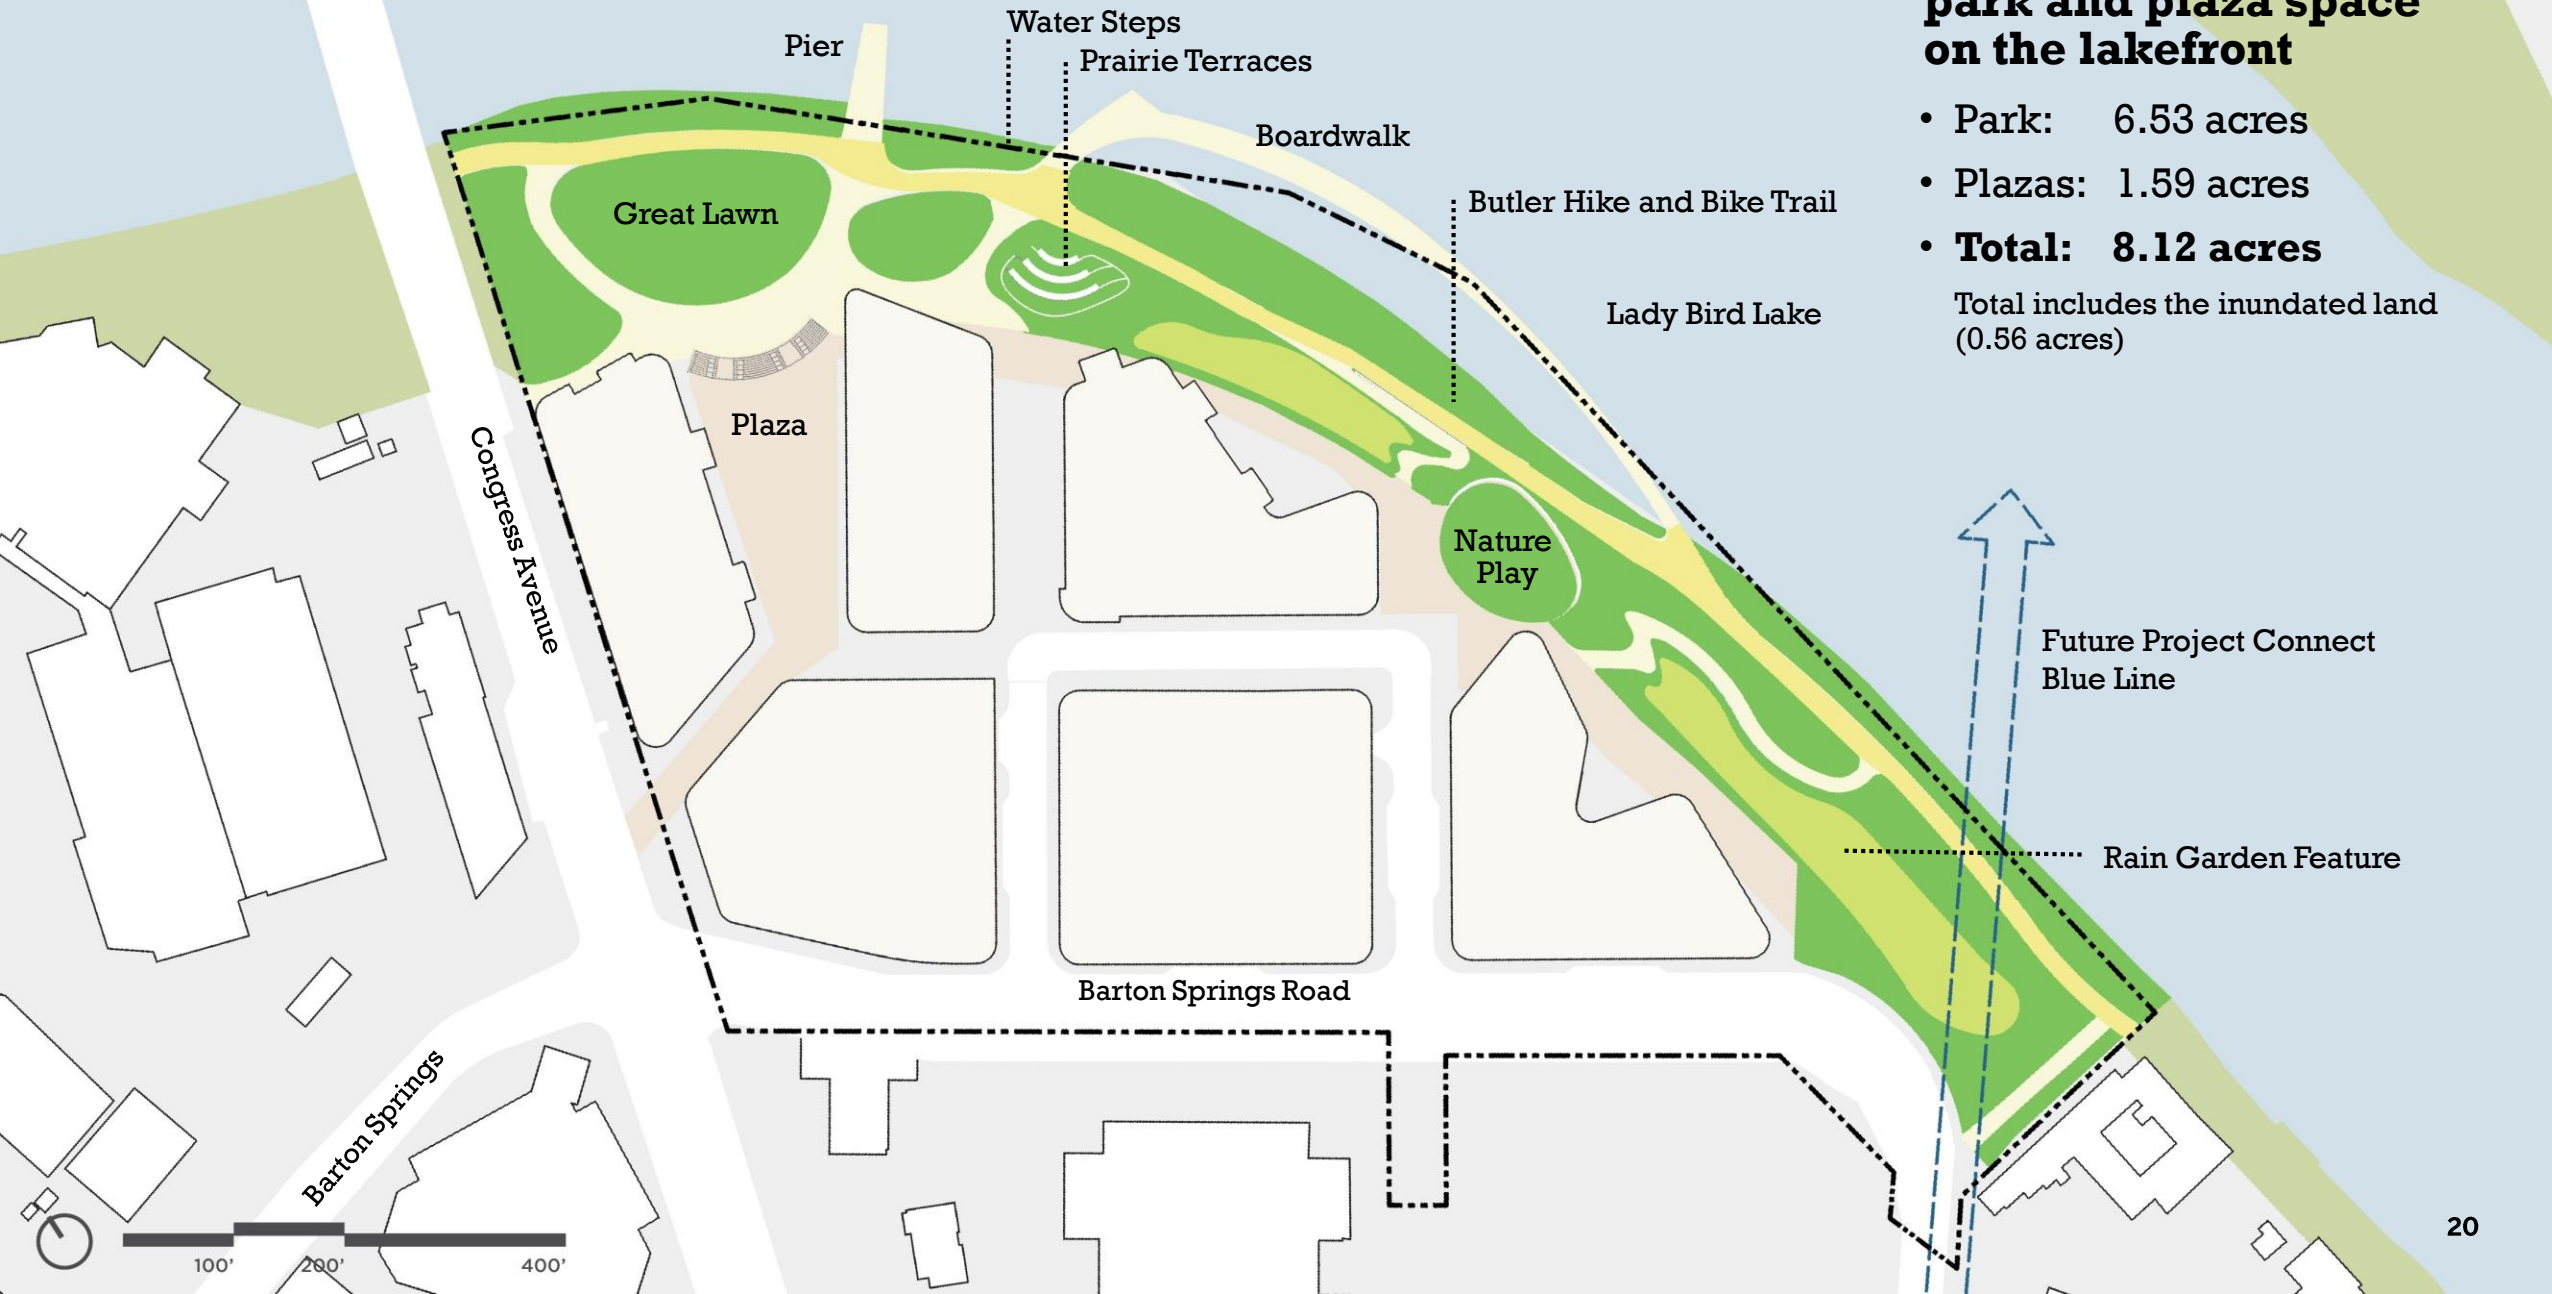 park and plaza space
on the lakefront
• Park: 6.53 acres
• Plazas: 1.59 acres
• Total: 8.12 acres
Total includes the inundated land
(0.56 acres)
Water Steps
Pier
Prairie Terraces
Boardwalk
Butler Hike and Bike Trail
Great Lawn
Lady Bird Lake
Plaza
Congress Avenue
Nature
Play
Future Project Connect
Blue Line
Rain Garden Feature
Barton Springs Road
Barton Springs
100'
200'
400'
20